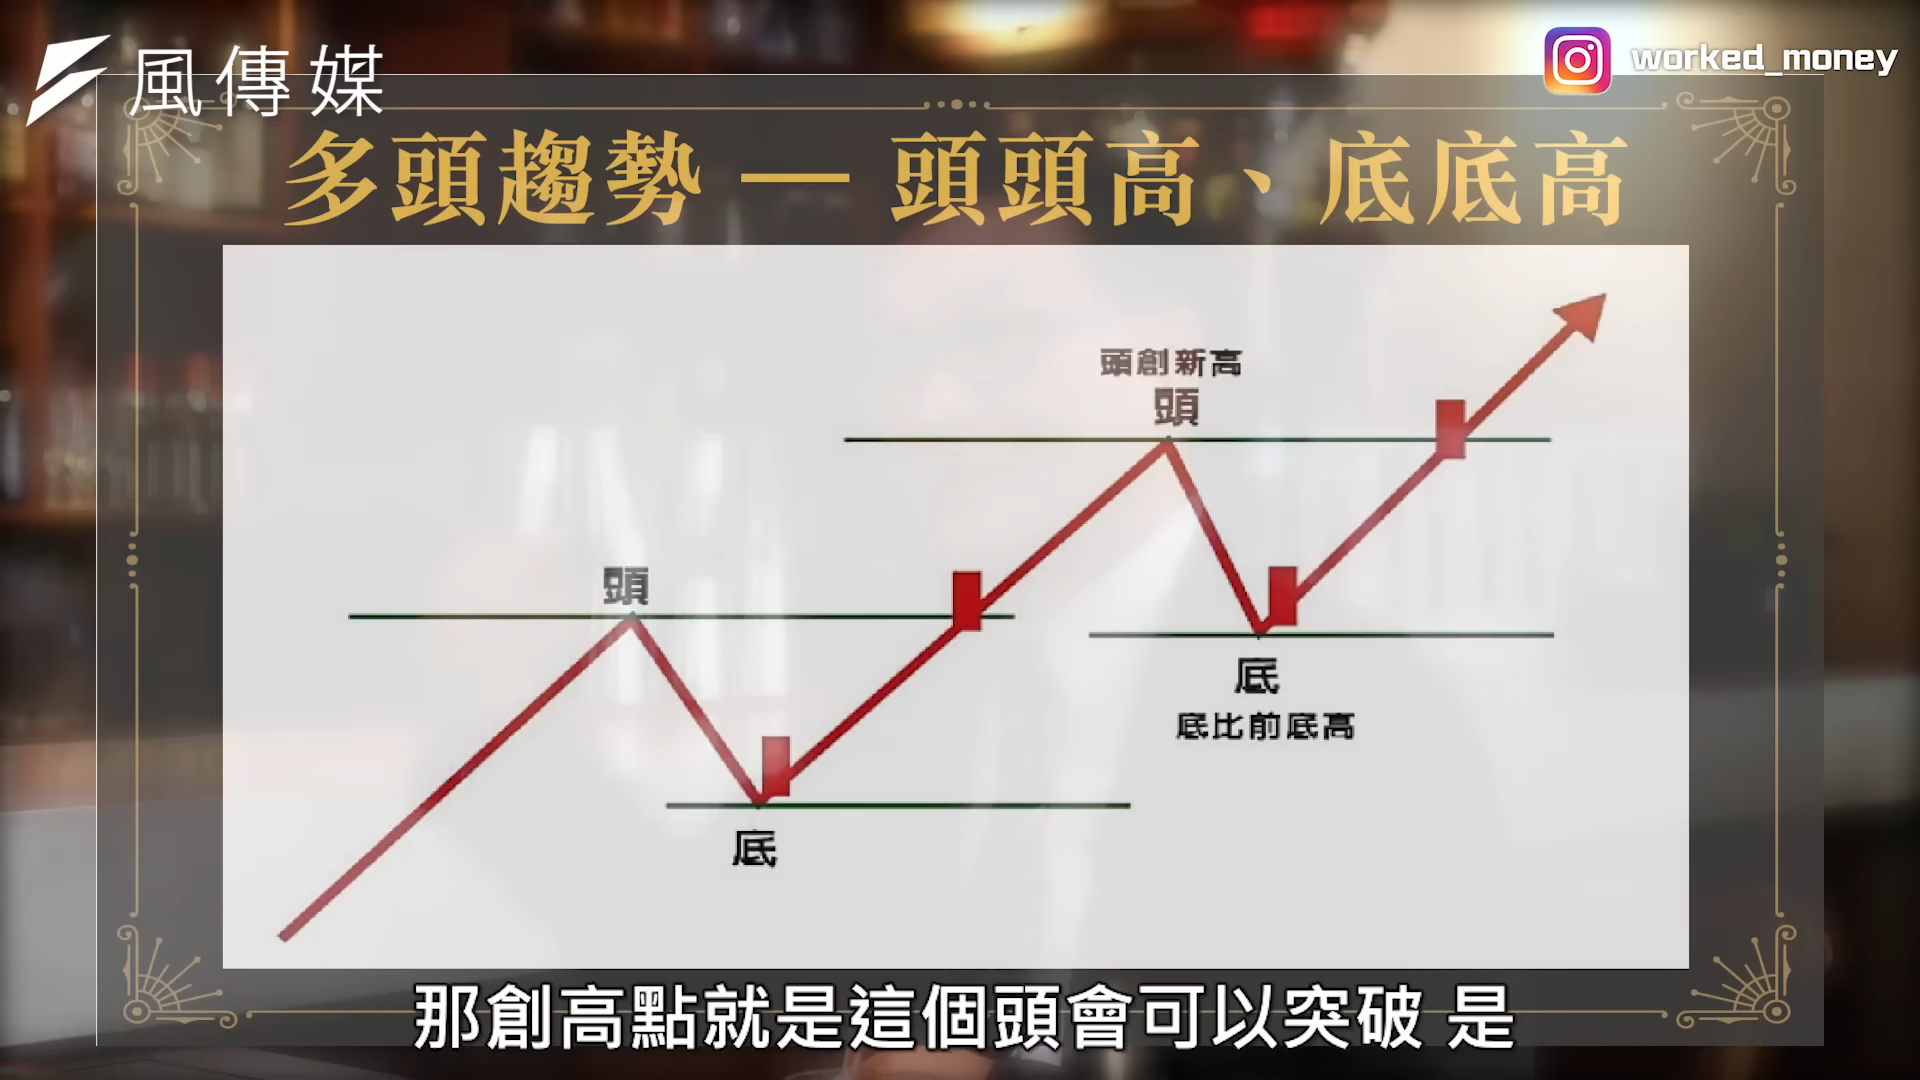 風傳媒
worked_money
多頭趨勢 — 頭頭高、底底高
頭創新高
頭
頭
底
底比前底高
底
那創高點就是這個頭會可以突破 是